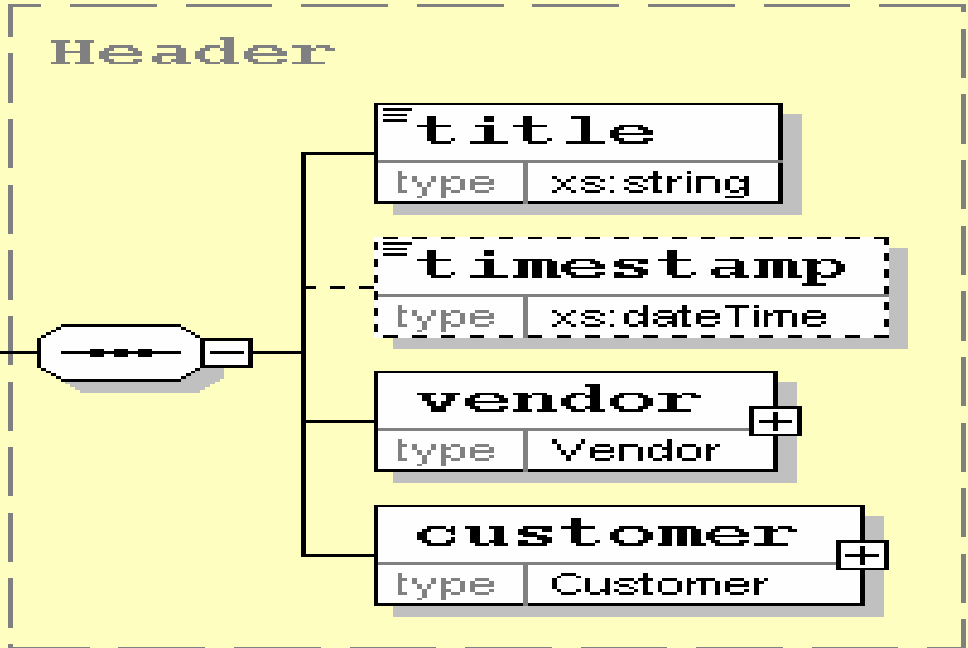 Header
title
type xs:string
timestamp
type xs:dateTime
vendor
type Vendor
customer
type Customer